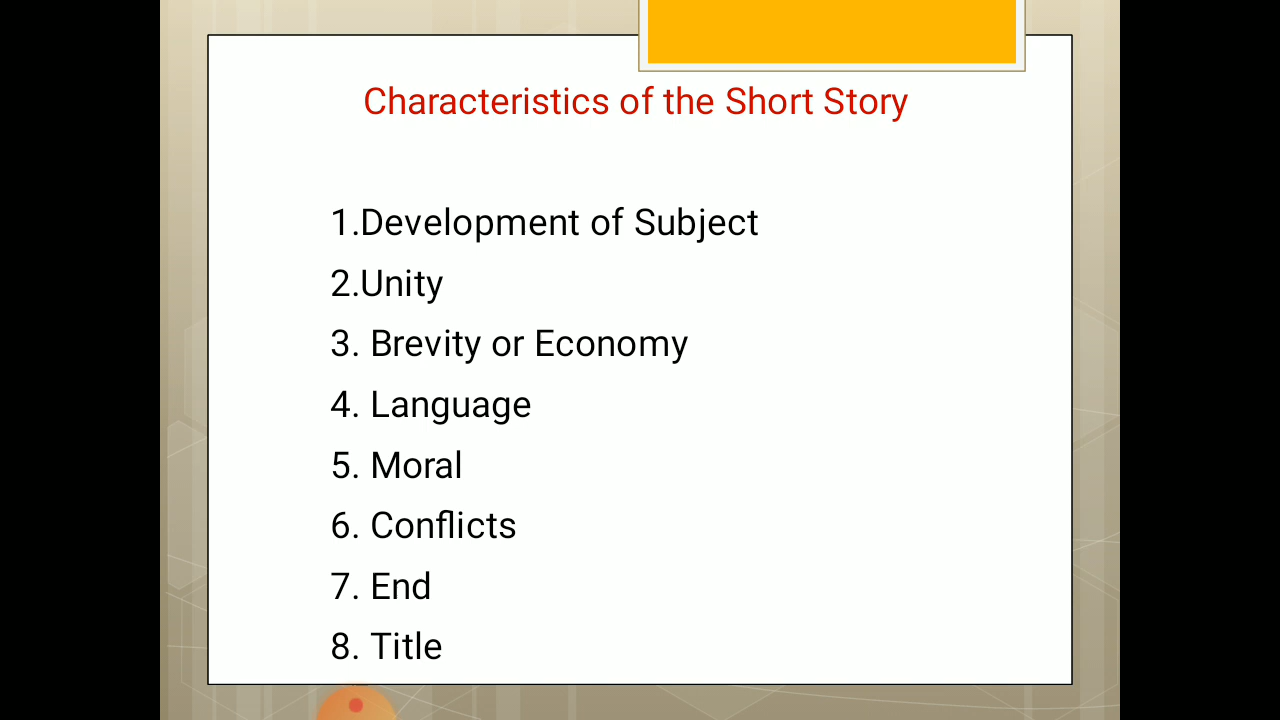 Characteristics of the Short Story
1.Development of Subject
2.Unity
3. Brevity or Economy
4. Language
5. Moral
6. Conflicts
7. End
8. Title